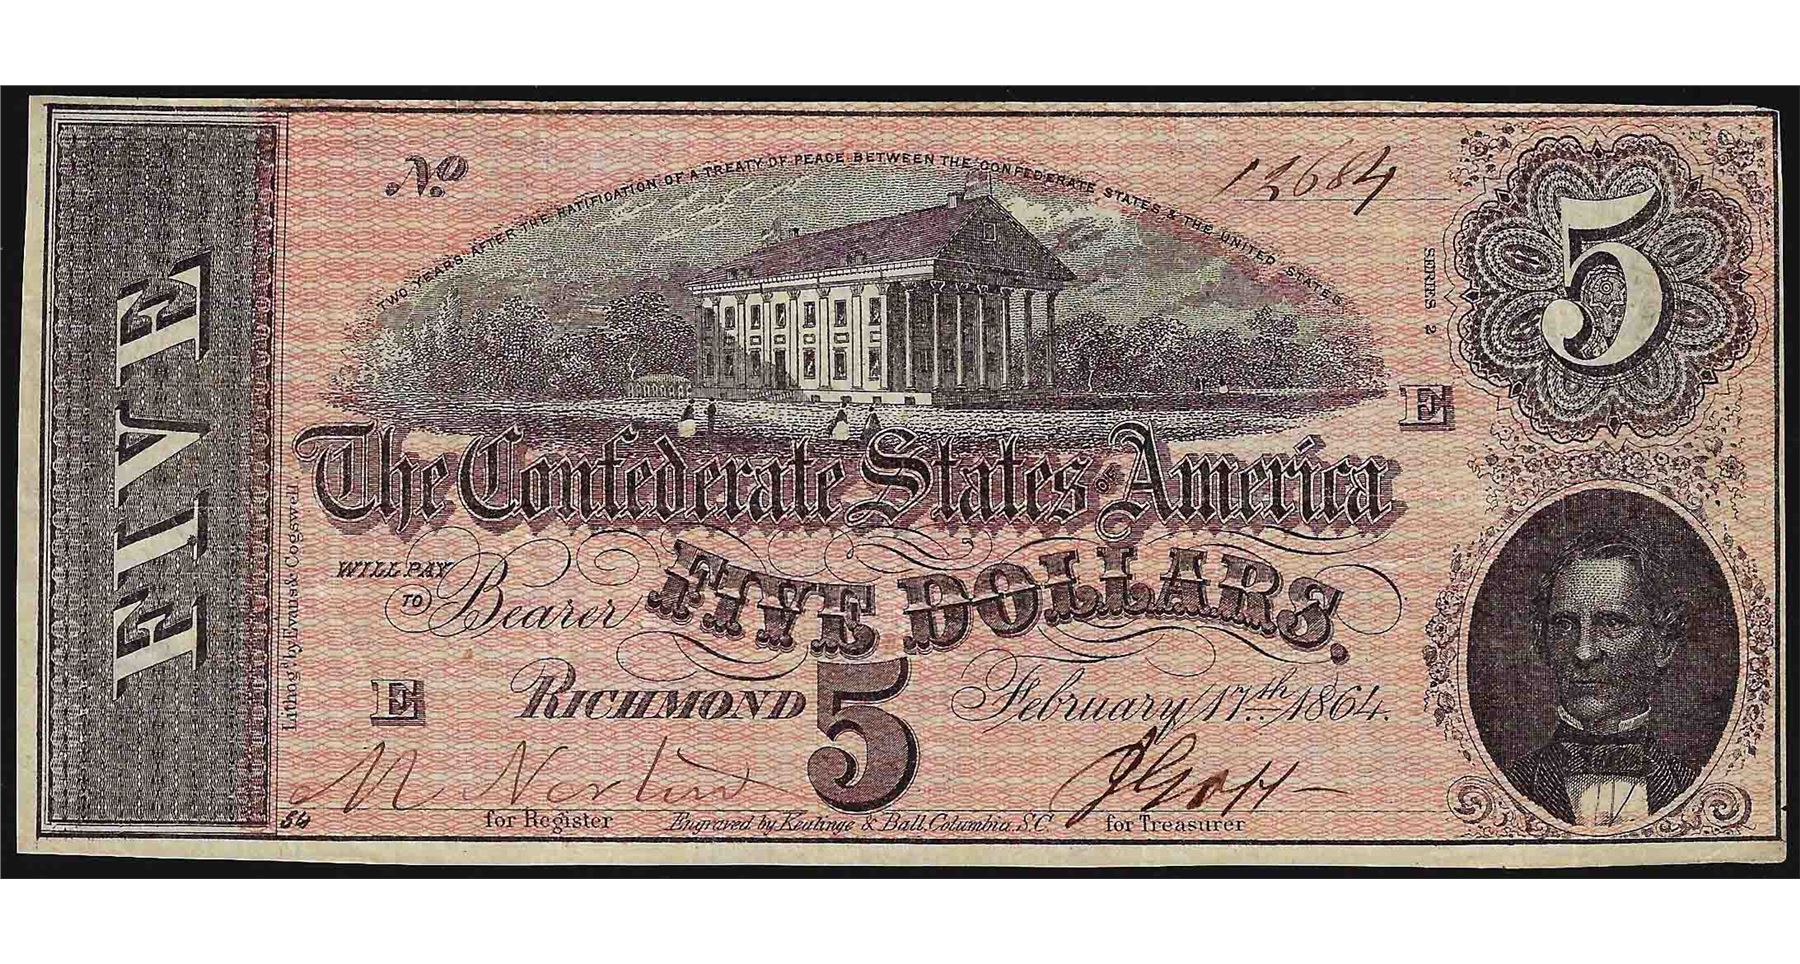 No 13684
TWO YEARS AFTER THE RATIFICATION OF A TREATY OF PEACE BETWEEN THE CONFEDERATE STATES & THE UNITED STATES
5
SERIES 2
FIVE
E
The Confederate States OF America
WILL PAY TO Bearer FIVE DOLLARS.
E
RICHMOND 5 February 17th 1864.
Lithog'd by Evans & Cogswell
54
for Register
Engraved by Keatinge & Ball, Columbia, S.C.
for Treasurer